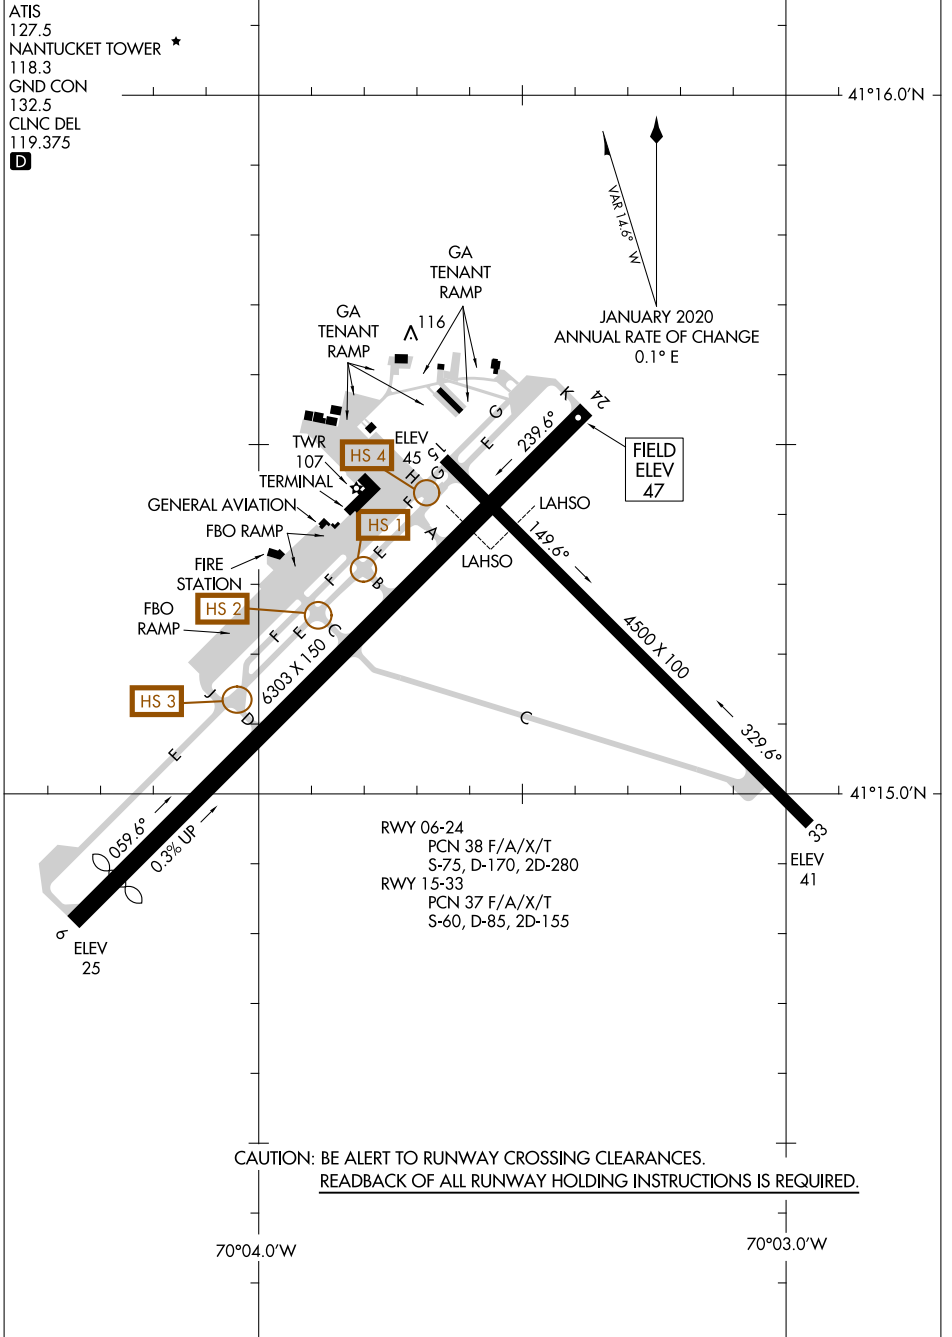 ATIS
127.5
NANTUCKET TOWER
118.3
GND CON
132.5
CLNC DEL
119.375
D
41°16.0'N
VAR 14.6° W
JANUARY 2020
ANNUAL RATE OF CHANGE
0.1° E
GA
TENANT
RAMP
GA
TENANT
RAMP
116
K
24
G
E
239.6°
FIELD
ELEV
47
TWR
107
HS 4
ELEV
45
15
H
G
F
TERMINAL
GENERAL AVIATION
FBO RAMP
HS 1
A
LAHSO
LAHSO
149.6°
FIRE
STATION
E
F
B
HS 2
FBO
RAMP
F
E
C
4500 X 100
6303 X 150
HS 3
J
D
C
E
329.6°
41°15.0'N
059.6°
0.3% UP
RWY 06-24
PCN 38 F/A/X/T
S-75, D-170, 2D-280
RWY 15-33
PCN 37 F/A/X/T
S-60, D-85, 2D-155
33
ELEV
41
6
ELEV
25
CAUTION: BE ALERT TO RUNWAY CROSSING CLEARANCES.
READBACK OF ALL RUNWAY HOLDING INSTRUCTIONS IS REQUIRED.
70°04.0'W
70°03.0'W